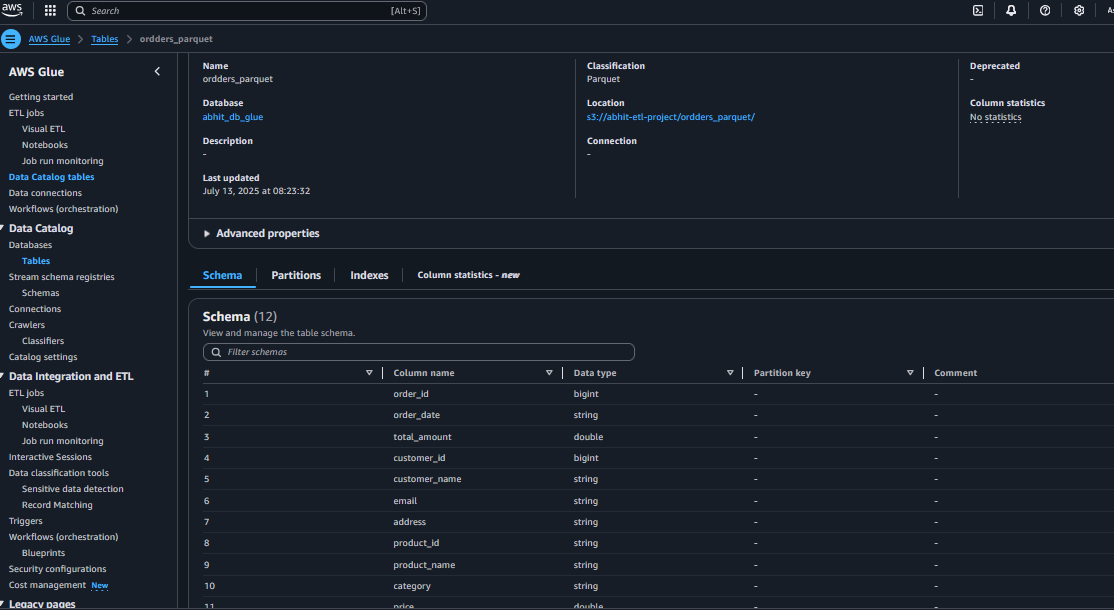 aws
Search [Alt+S]
AWS Glue > Tables > ordders_parquet
AWS Glue
Getting started
ETL jobs
Visual ETL
Notebooks
Job run monitoring
Data Catalog tables
Data connections
Workflows (orchestration)
Data Catalog
Databases
Tables
Stream schema registries
Schemas
Connections
Crawlers
Classifiers
Catalog settings
Data Integration and ETL
ETL jobs
Visual ETL
Notebooks
Job run monitoring
Interactive Sessions
Data classification tools
Sensitive data detection
Record Matching
Triggers
Workflows (orchestration)
Blueprints
Security configurations
Cost management New
Legacy pages
Name
ordders_parquet
Database
abhit_db_glue
Description
-
Last updated
July 13, 2025 at 08:23:32
Classification
Parquet
Location
s3://abhit-etl-project/ordders_parquet/
Connection
-
Deprecated
-
Column statistics
No statistics
Advanced properties
Schema Partitions Indexes Column statistics - new
Schema (12)
View and manage the table schema.
Filter schemas
# Column name Data type Partition key Comment
1 order_id bigint - -
2 order_date string - -
3 total_amount double - -
4 customer_id bigint - -
5 customer_name string - -
6 email string - -
7 address string - -
8 product_id string - -
9 product_name string - -
10 category string - -
11 price double - -